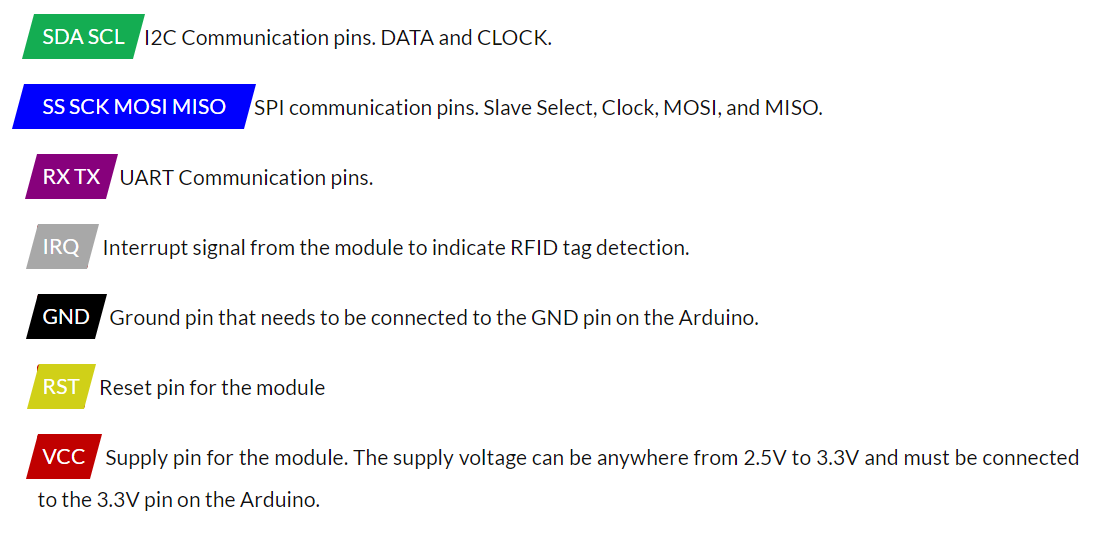 SDA SCL I2C Communication pins. DATA and CLOCK.
SS SCK MOSI MISO SPI communication pins. Slave Select, Clock, MOSI, and MISO.
RX TX UART Communication pins.
IRQ Interrupt signal from the module to indicate RFID tag detection.
GND Ground pin that needs to be connected to the GND pin on the Arduino.
RST Reset pin for the module
VCC Supply pin for the module. The supply voltage can be anywhere from 2.5V to 3.3V and must be connected
to the 3.3V pin on the Arduino.